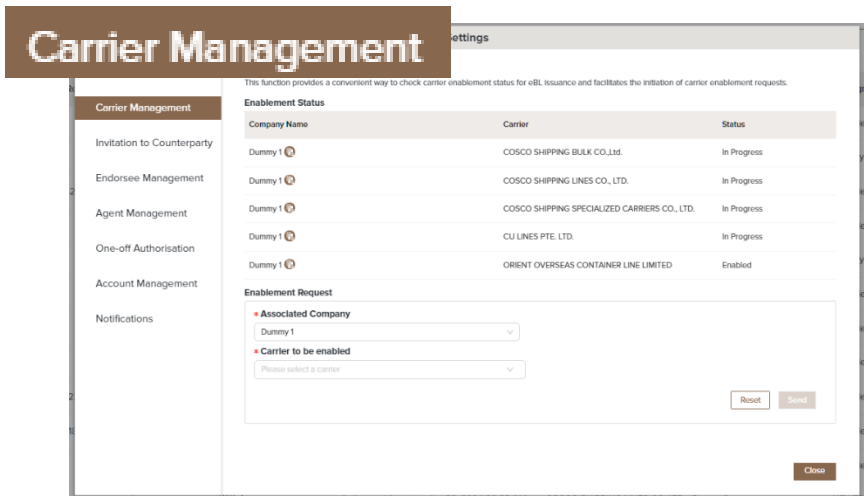 Carrier Management
ettings
This function provides a convenient way to check carrier enablement status for eBL issuance and facilitates the initiation of carrier enablement requests.
Carrier Management
Invitation to Counterparty
Endorsee Management
Agent Management
One-off Authorisation
Account Management
Notifications
Enablement Status
Company Name Carrier Status
Dummy 1 COSCO SHIPPING BULK CO.,Ltd. In Progress
Dummy 1 COSCO SHIPPING LINES CO., LTD. In Progress
Dummy 1 COSCO SHIPPING SPECIALIZED CARRIERS CO., LTD. In Progress
Dummy 1 CU LINES PTE. LTD. In Progress
Dummy 1 ORIENT OVERSEAS CONTAINER LINE LIMITED Enabled
Enablement Request
* Associated Company
Dummy 1
* Carrier to be enabled
Please select a carrier
Reset Send
Close